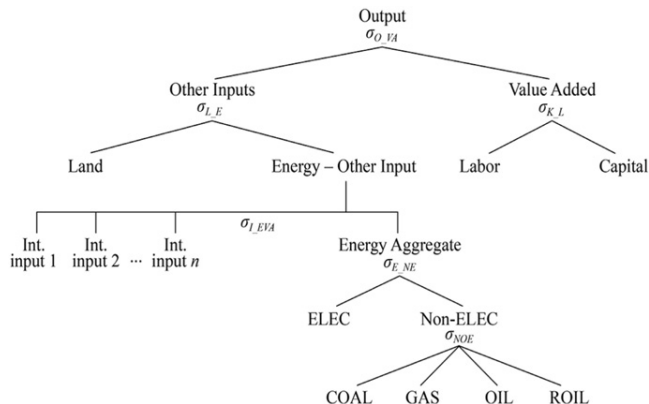 Output
σO_VA
Other Inputs
σL_E
Value Added
σK_L
Land
Energy – Other Input
Labor
Capital
σI_EVA
Int.
input 1
Int.
input 2
...
Int.
input n
Energy Aggregate
σE_NE
ELEC
Non-ELEC
σNOE
COAL
GAS
OIL
ROIL